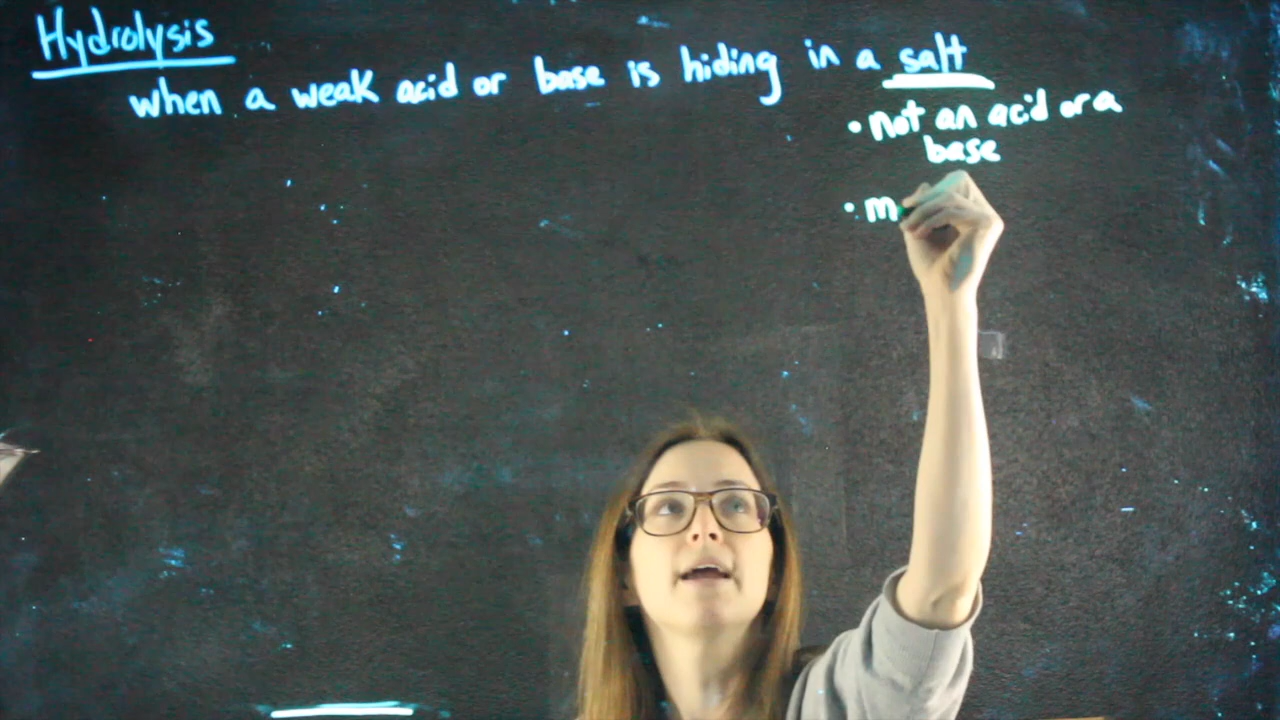 Hydrolysis
when a weak acid or base is hiding in a salt
• not an acid or a
base
• m